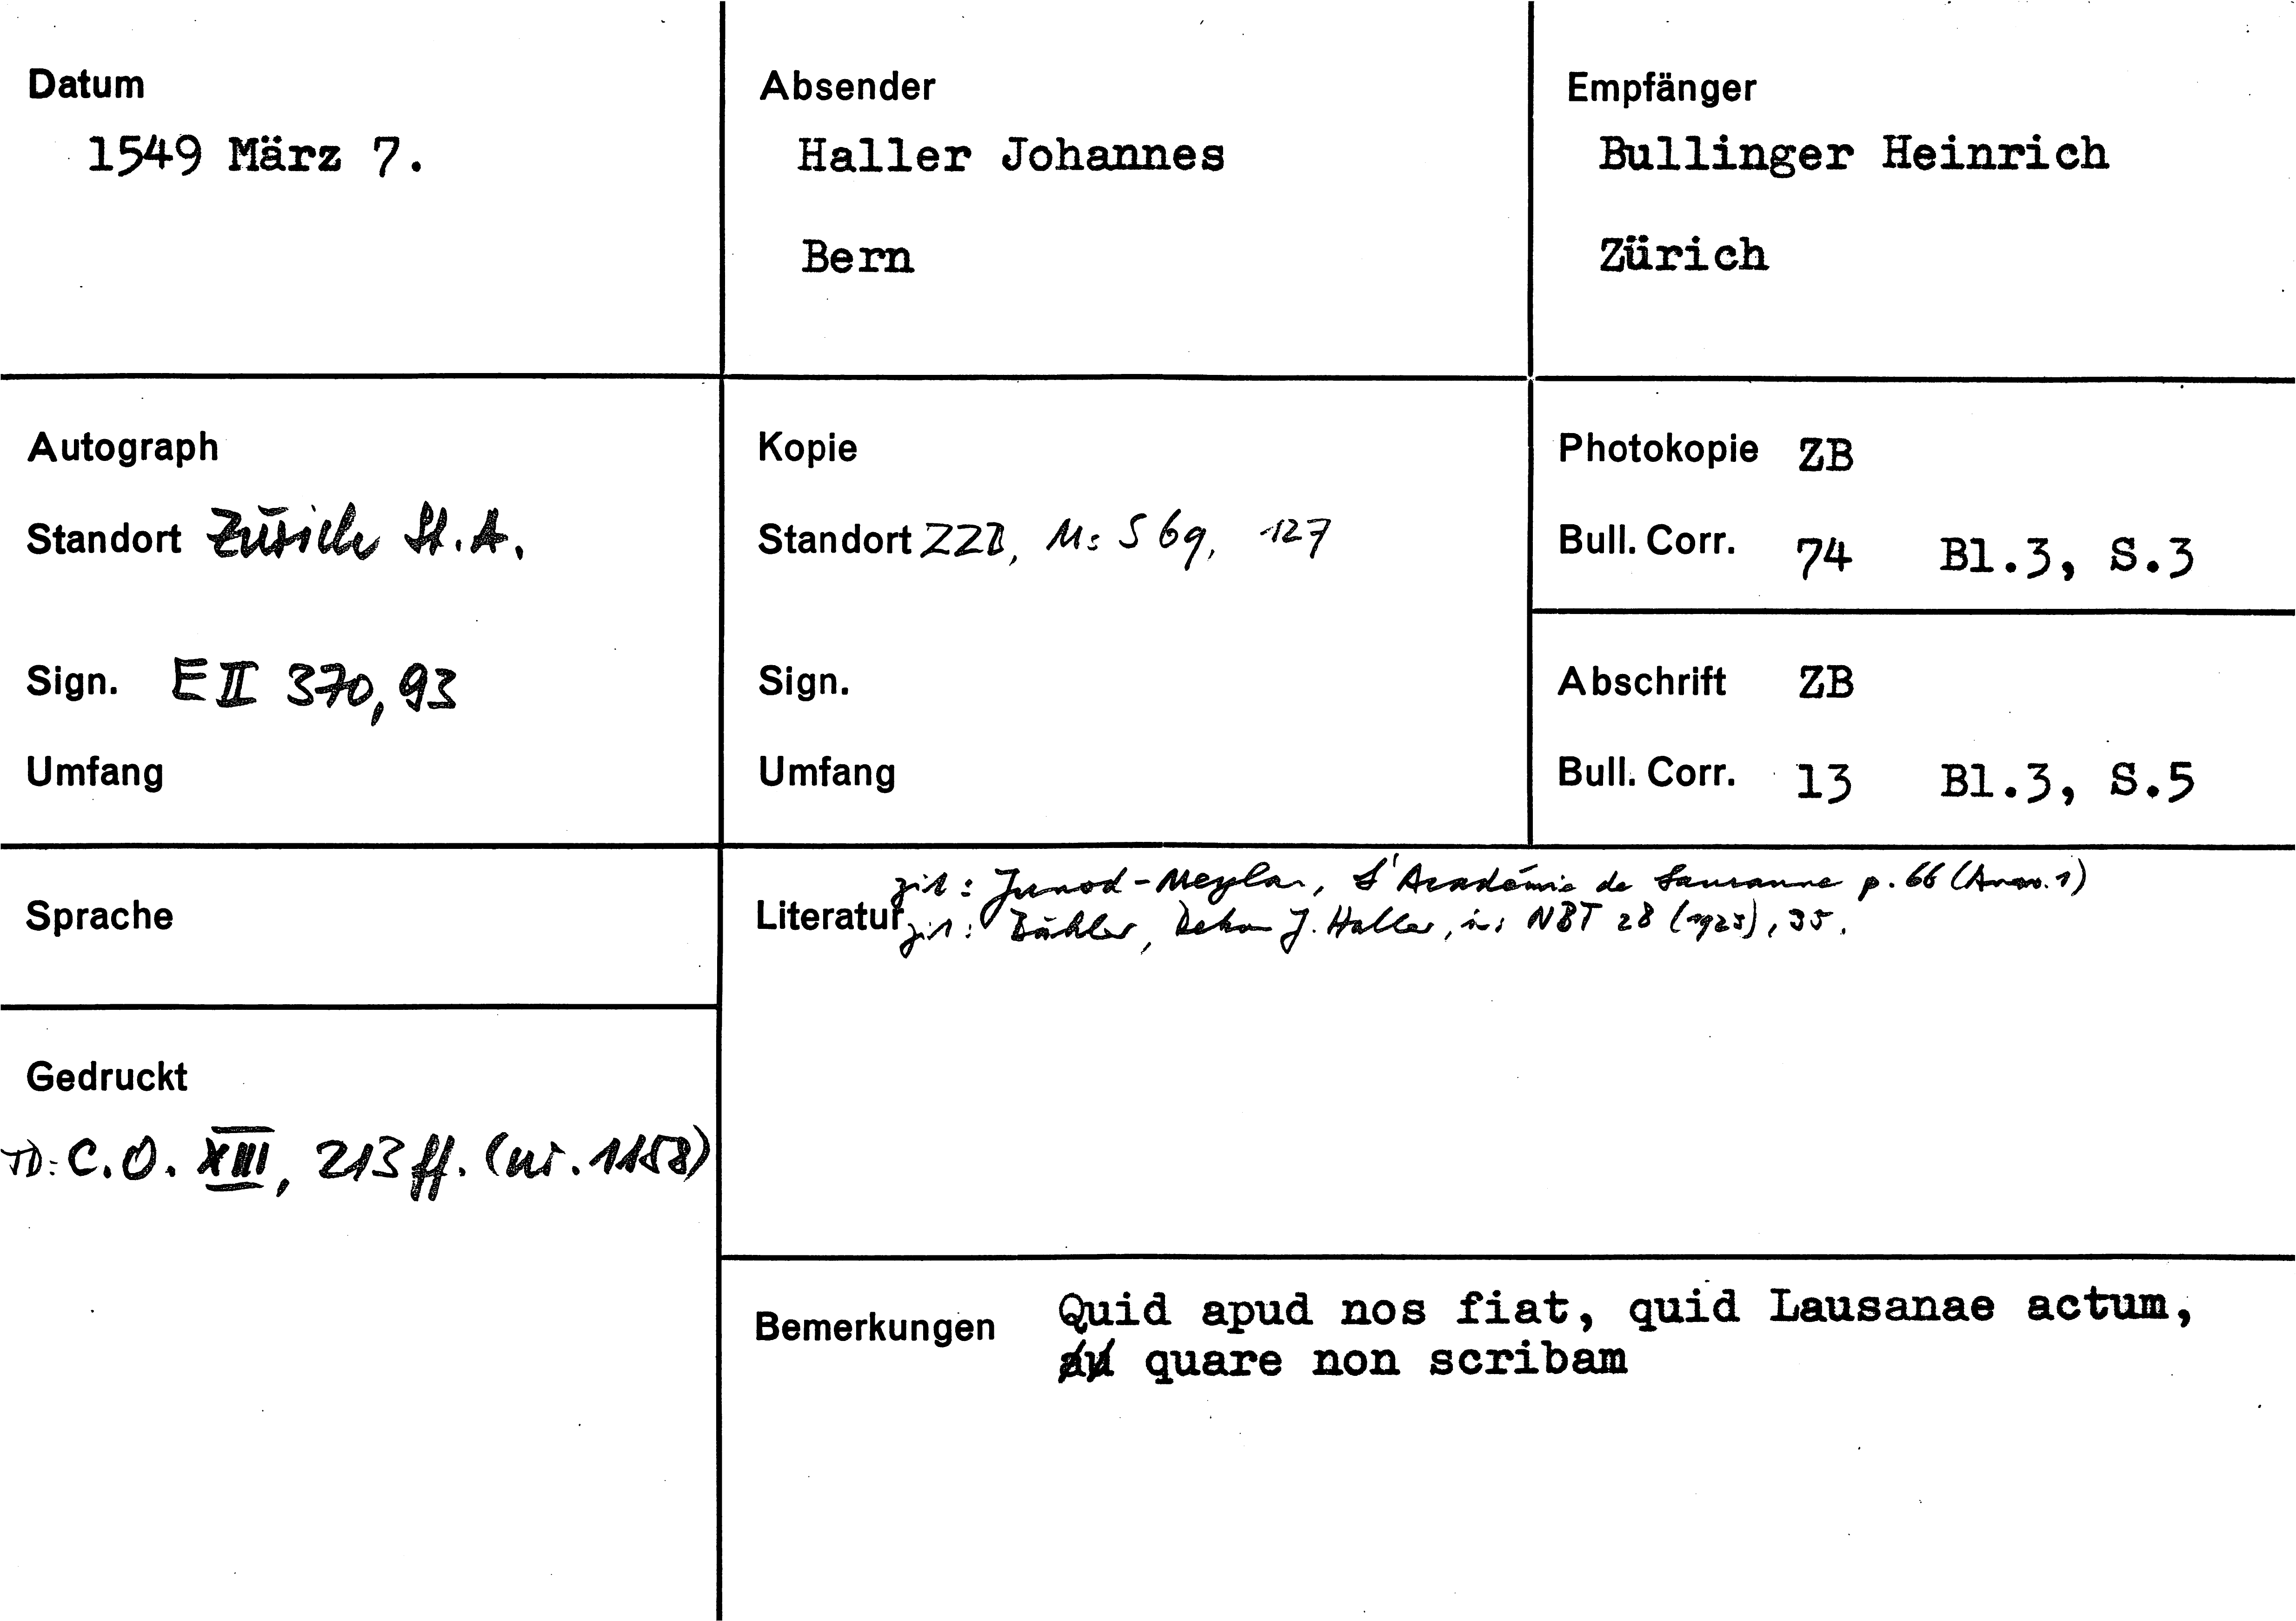 Datum
1549 März 7.
Absender
Haller Johannes
Bern
Empfänger
Bullinger Heinrich
Zürich
Autograph
Standort Zürich St.A.
Sign. E II 370, 93
Umfang
Kopie
Standort ZZB, Ms S 69, 127
Sign.
Umfang
Photokopie ZB
Bull. Corr. 74 Bl.3, S.3
Abschrift ZB
Bull. Corr. 13 Bl.3, S.5
Sprache
Literatur
zit: Junod-Meylan, L'Académie de Lausanne p. 66 (Anm. 1)
zit: Bähler, Dekan J. Haller, in: NBT 28 (1923), 35.
Gedruckt
TD: C.O. XIII, 213 ff. (nr. 1158)
Bemerkungen
Quid apud nos fiat, quid Lausanae actum,
quare non scribam